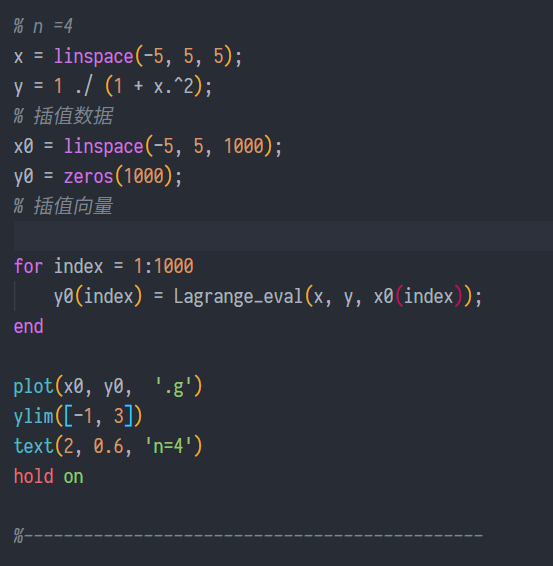 % n =4
x = linspace(-5, 5, 5);
y = 1 ./ (1 + x.^2);
% 插值数据
x0 = linspace(-5, 5, 1000);
y0 = zeros(1000);
% 插值向量
for index = 1:1000
    y0(index) = Lagrange_eval(x, y, x0(index));
end
plot(x0, y0,  '.g')
ylim([-1, 3])
text(2, 0.6, 'n=4')
hold on
%----------------------------------------------